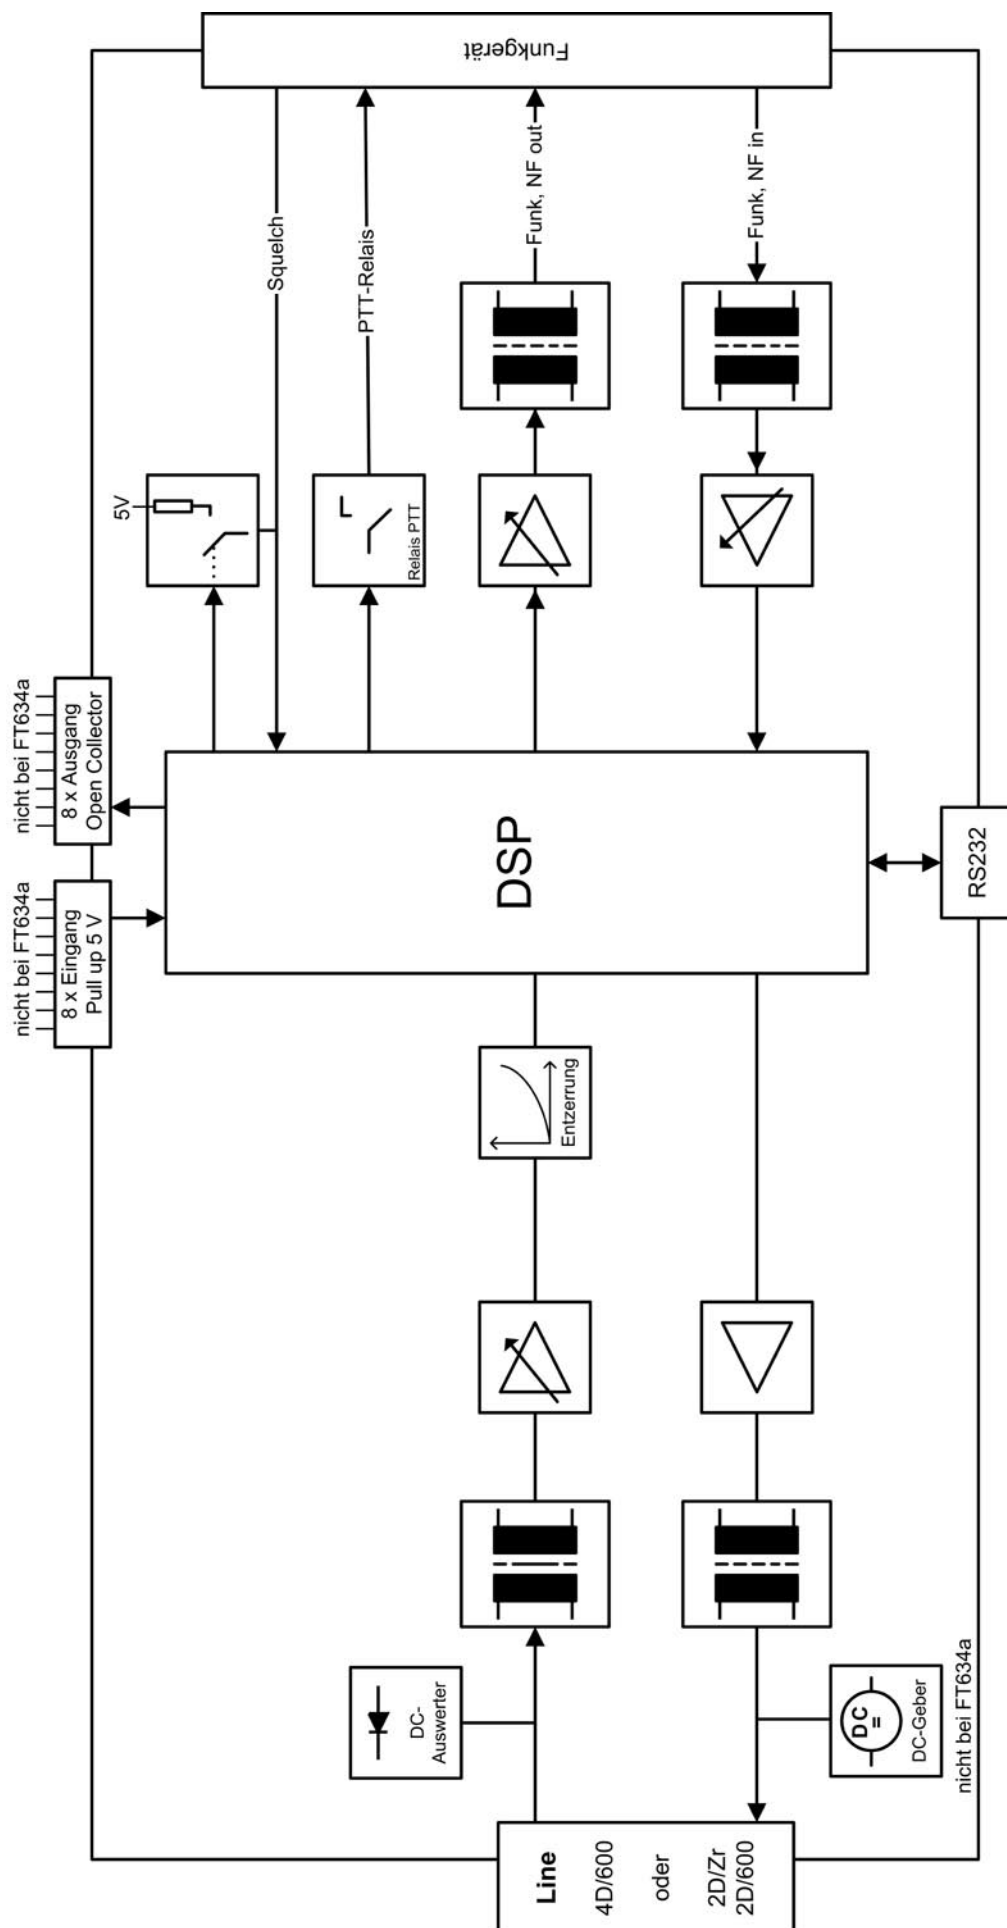 nicht bei FT634a
8 x Eingang
Pull up 5 V
nicht bei FT634a
8 x Ausgang
Open Collector
5V
Squelch
Relais PTT
PTT-Relais
Funkgerät
DC-
Auswerter
Entzerrung
DSP
Funk, NF out
Line
4D/600
oder
2D/Zr
2D/600
Funk, NF in
DC
=
DC-Geber
nicht bei FT634a
RS232